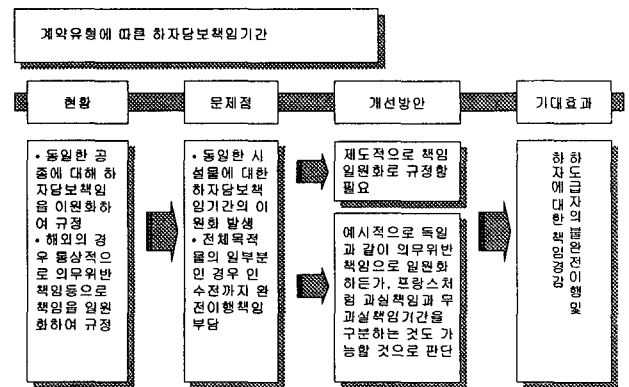 계약유형에 따른 하자담보책임기간
현황
문제점
개선방안
기대효과
• 동일한 공
종에 대해 하
자담보책임
을 이원화하
여 규정
• 해외의 경
우 통상적으
로 의무위반
책임등으로
책임을 일원
화하여 규정
• 동일한 시
설물에 대한
하자담보책
임기간의 이
원화 발생
• 전체목적
물의 일부분
인 경우 인
수전까지 완
전이행책임
부담
제도적으로 책임
일원화로 규정함
필요
예시적으로 독일
과 같이 의무위반
책임으로 일원화
하든가, 프랑스처
럼 과실책임과 무
과실책임기간을
구분하는 것도 가
능할 것으로 판단
하도급자의 불완전이행 및
하자에 대한 책임경감